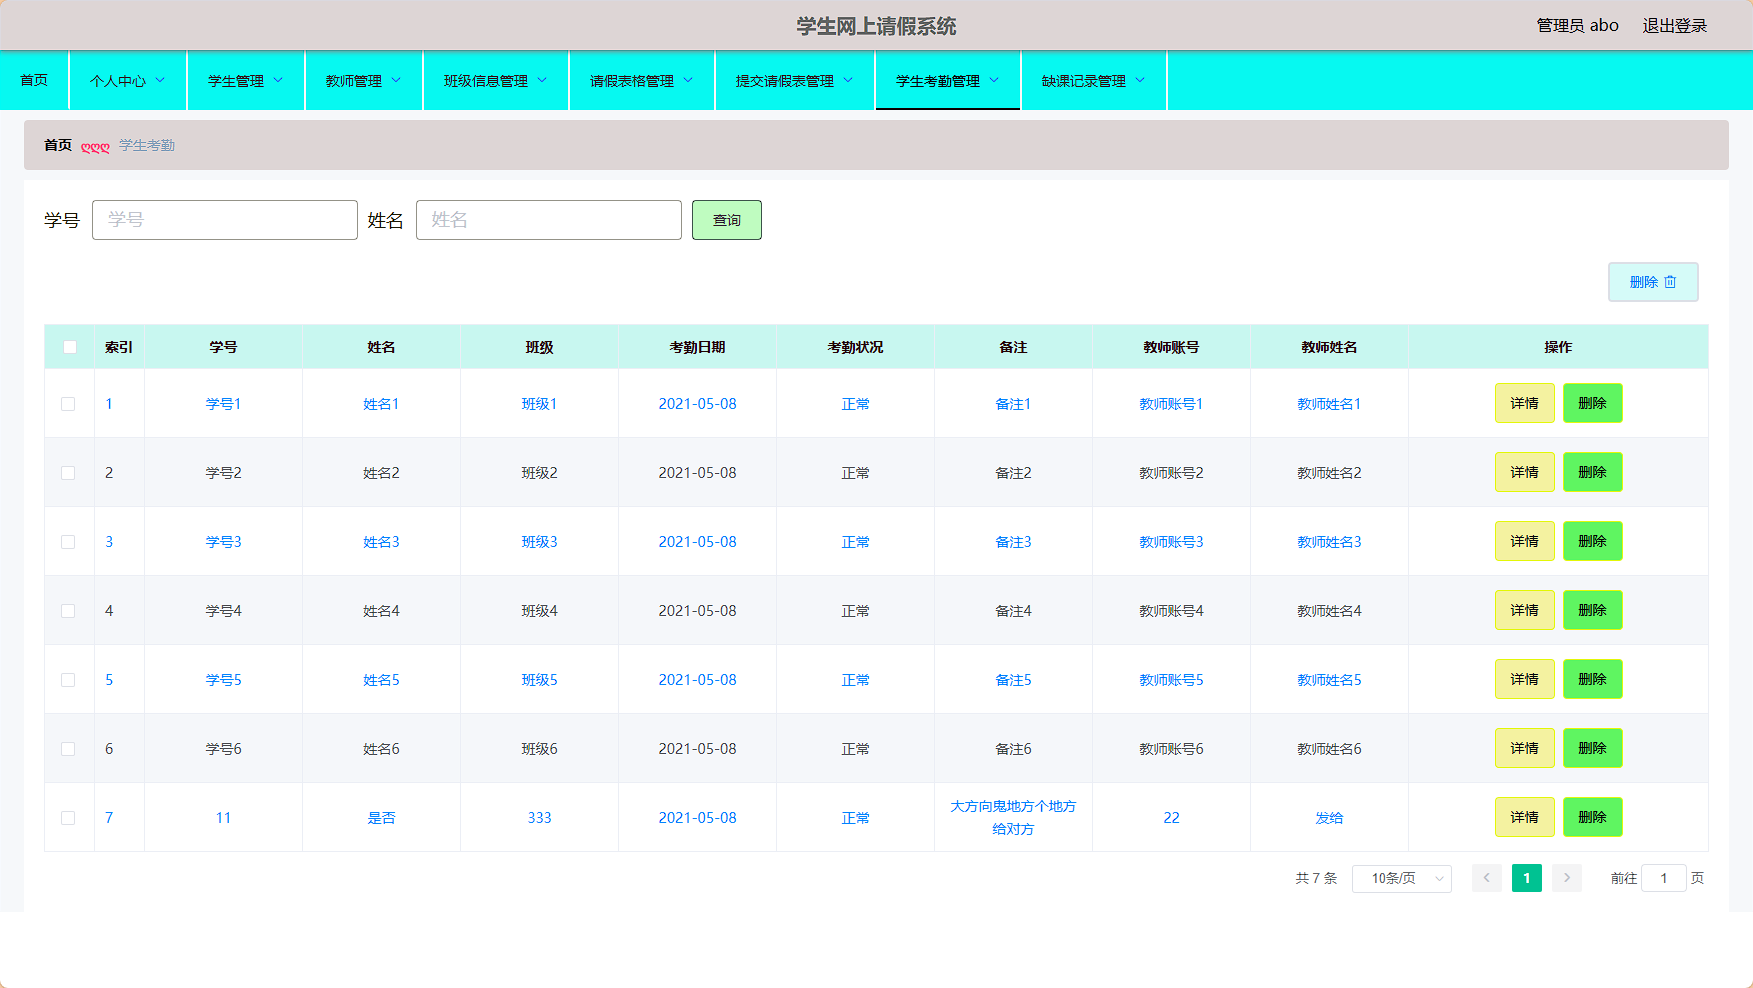 学生网上请假系统
管理员 abo 退出登录
首页 个人中心 学生管理 教师管理 班级信息管理 请假表格管理 提交请假表管理 学生考勤管理 缺课记录管理
首页 ღღღ 学生考勤
学号 学号 姓名 姓名 查询
删除
索引 学号 姓名 班级 考勤日期 考勤状况 备注 教师账号 教师姓名 操作
1 学号1 姓名1 班级1 2021-05-08 正常 备注1 教师账号1 教师姓名1 详情 删除
2 学号2 姓名2 班级2 2021-05-08 正常 备注2 教师账号2 教师姓名2 详情 删除
3 学号3 姓名3 班级3 2021-05-08 正常 备注3 教师账号3 教师姓名3 详情 删除
4 学号4 姓名4 班级4 2021-05-08 正常 备注4 教师账号4 教师姓名4 详情 删除
5 学号5 姓名5 班级5 2021-05-08 正常 备注5 教师账号5 教师姓名5 详情 删除
6 学号6 姓名6 班级6 2021-05-08 正常 备注6 教师账号6 教师姓名6 详情 删除
7 11 是否 333 2021-05-08 正常 大方向鬼地方个地方 22 发给 详情 删除
给对方
共 7 条 10条/页 1 前往 1 页